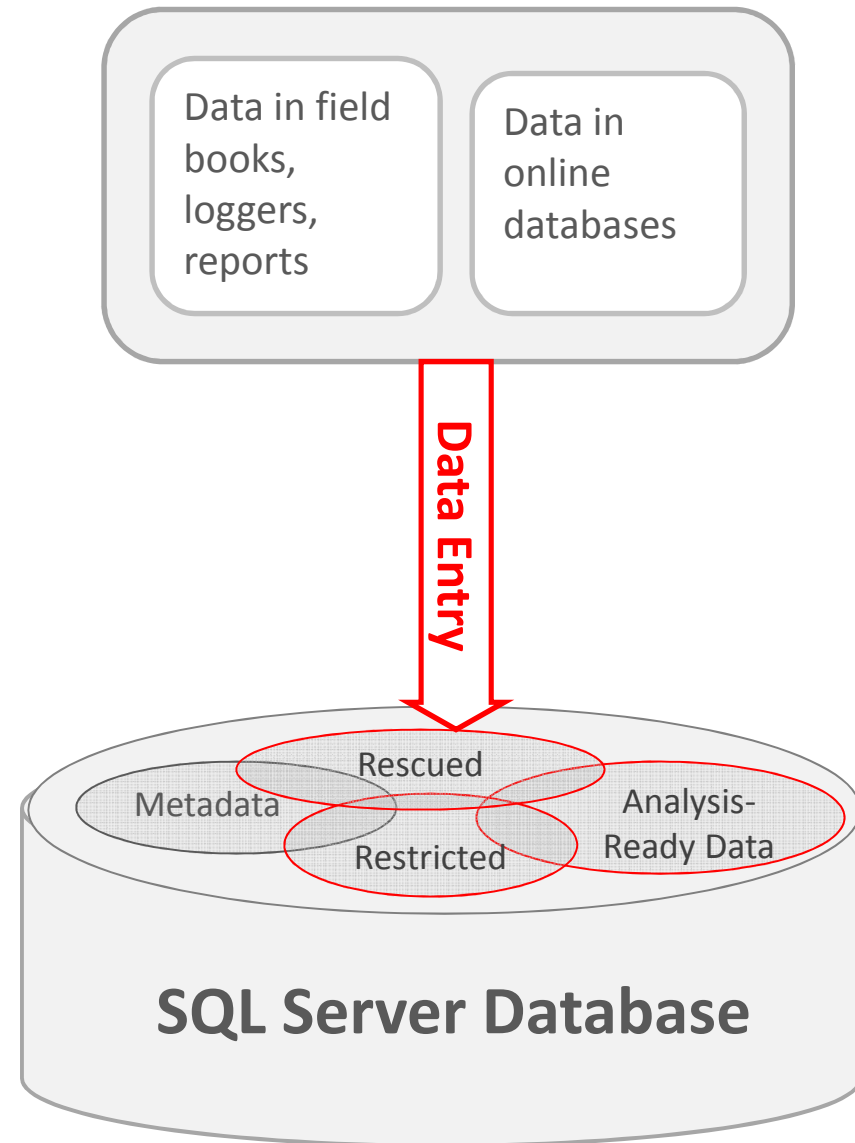 Data in field
books,
loggers,
reports
Data in
online
databases
Data Entry
Rescued
Metadata
Analysis-
Ready Data
Restricted
SQL Server Database